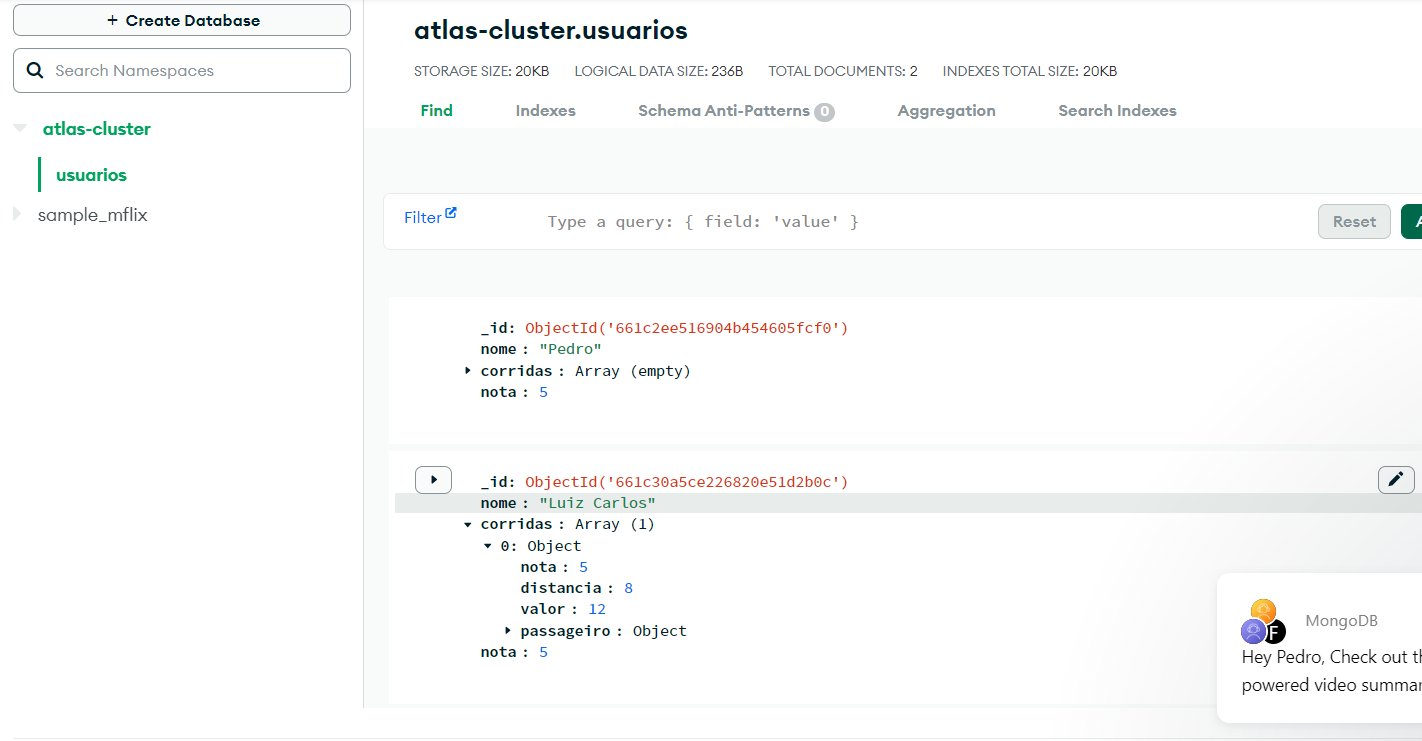 + Create Database
Search Namespaces
atlas-cluster
usuarios
sample_mflix
atlas-cluster.usuarios
STORAGE SIZE: 20KB LOGICAL DATA SIZE: 236B TOTAL DOCUMENTS: 2 INDEXES TOTAL SIZE: 20KB
Find Indexes Schema Anti-Patterns 0 Aggregation Search Indexes
Filter Type a query: { field: 'value' } Reset
_id: ObjectId('661c2ee516904b454605fcf0')
nome : "Pedro"
corridas : Array (empty)
nota : 5
_id: ObjectId('661c30a5ce226820e51d2b0c')
nome : "Luiz Carlos"
corridas : Array (1)
0: Object
nota : 5
distancia : 8
valor : 12
passageiro : Object
nota : 5
F
MongoDB
Hey Pedro, Check out
powered video